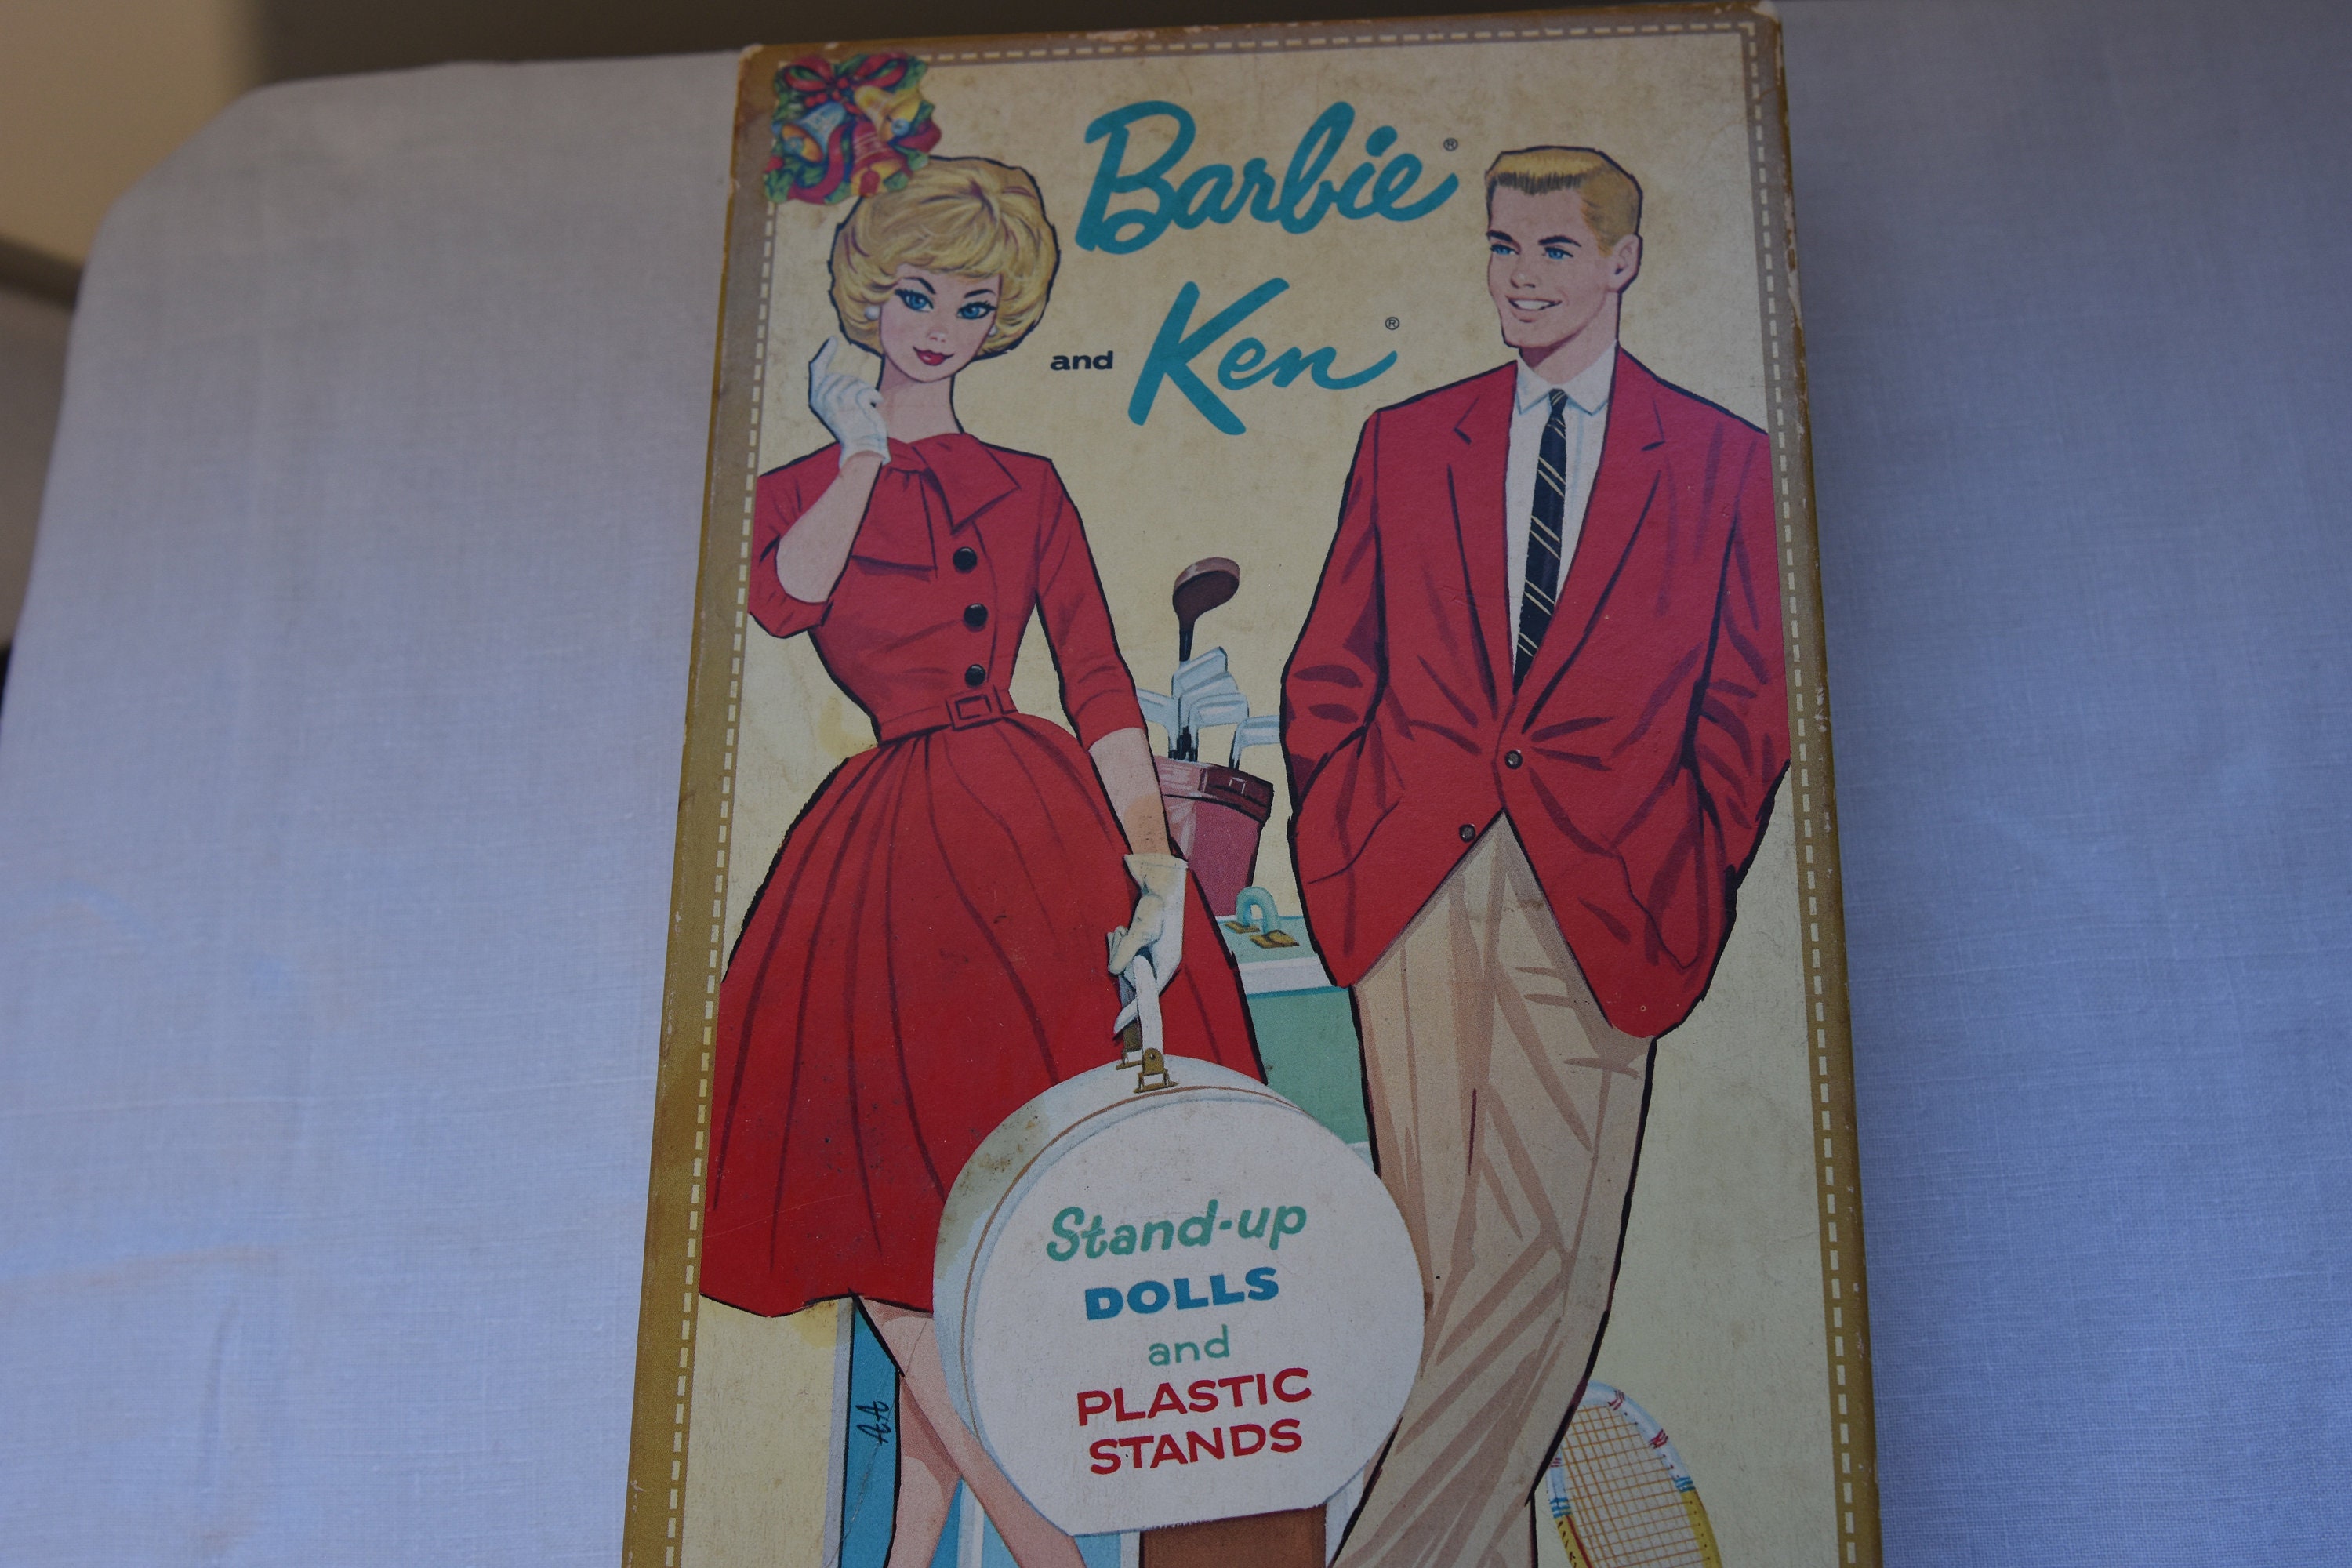 Barbie®
and Ken®
Stand-up
DOLLS
and
PLASTIC
STANDS